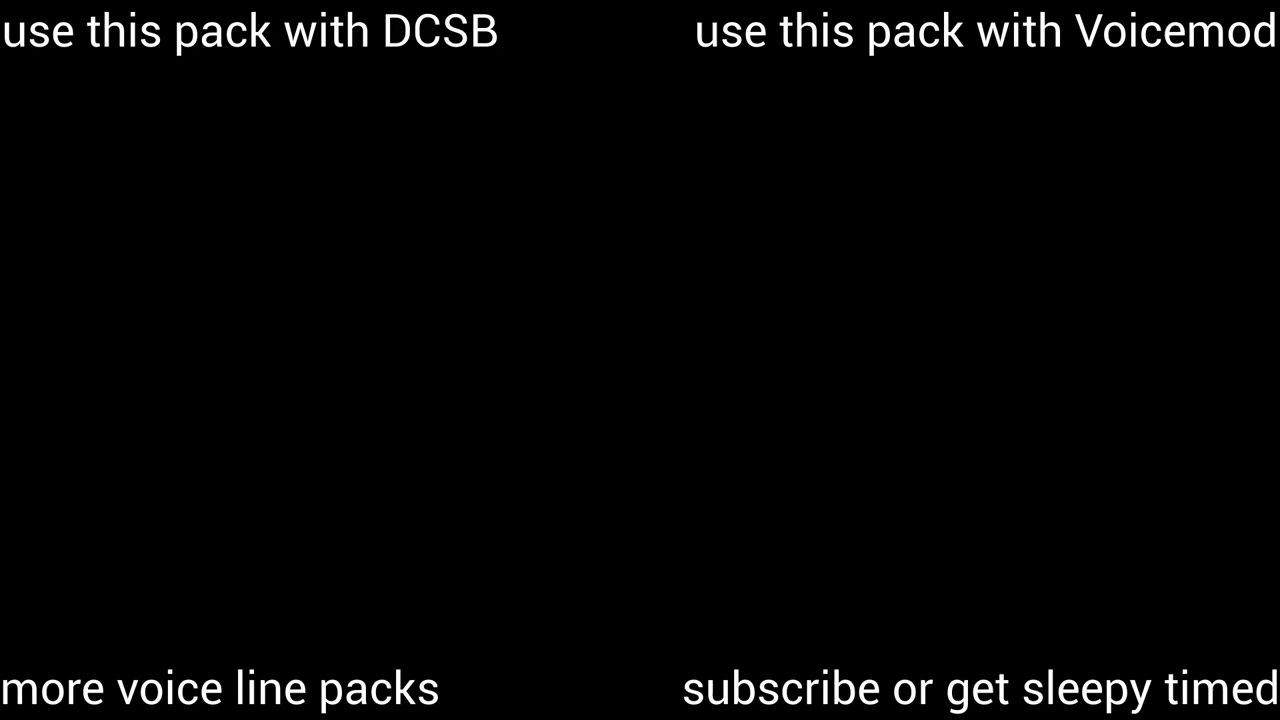 use this pack with DCSB
use this pack with Voicemod
more voice line packs
subscribe or get sleepy timed